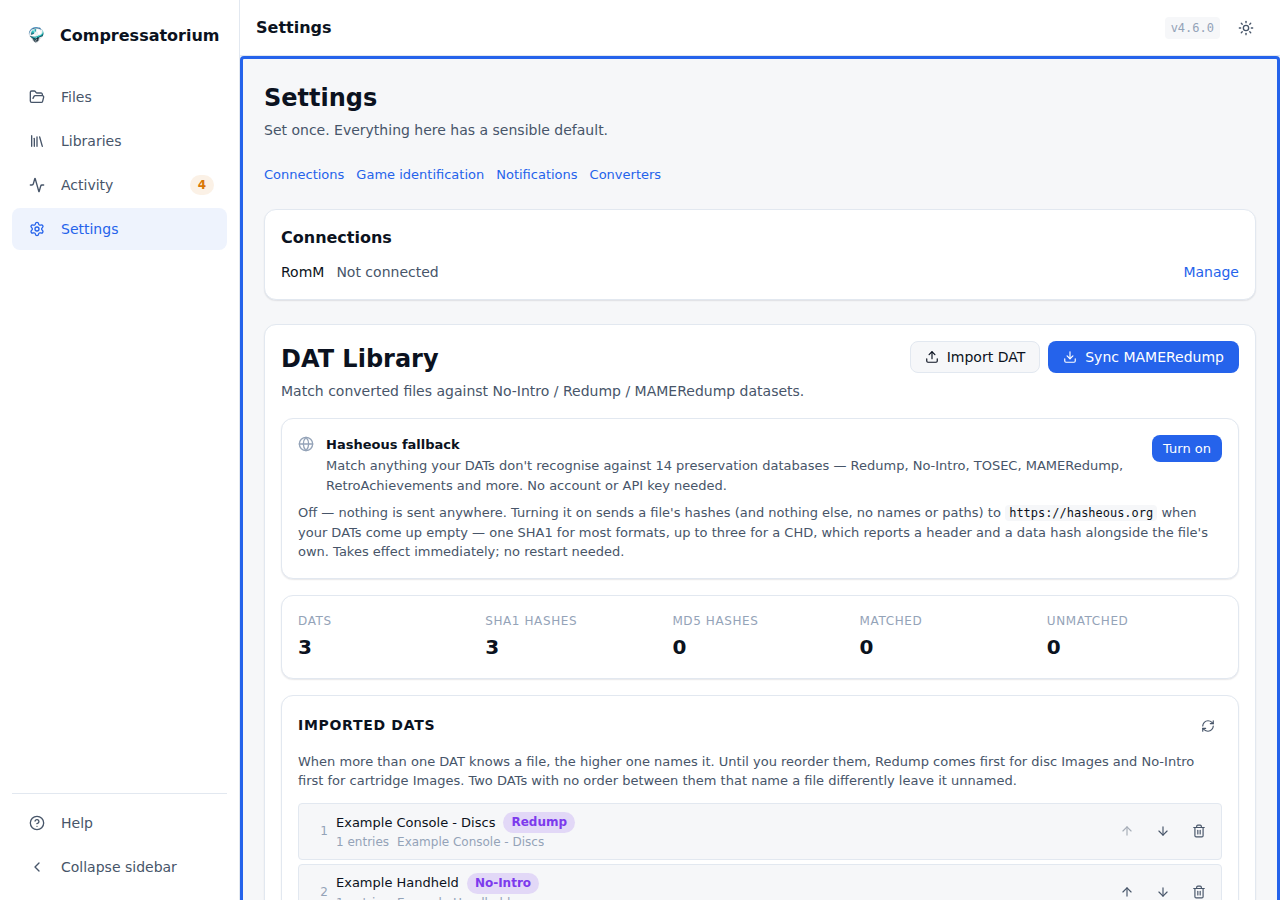 Compressatorium
Files
Libraries
Activity
4
Settings
Help
Collapse sidebar
Settings
v4.6.0
Settings
Set once. Everything here has a sensible default.
Connections Game identification Notifications Converters
Connections
RomM Not connected
Manage
DAT Library
Import DAT
Sync MAMERedump
Match converted files against No-Intro / Redump / MAMERedump datasets.
Hasheous fallback
Turn on
Match anything your DATs don't recognise against 14 preservation databases — Redump, No-Intro, TOSEC, MAMERedump,
RetroAchievements and more. No account or API key needed.
Off — nothing is sent anywhere. Turning it on sends a file's hashes (and nothing else, no names or paths) to https://hasheous.org when
your DATs come up empty — one SHA1 for most formats, up to three for a CHD, which reports a header and a data hash alongside the file's
own. Takes effect immediately; no restart needed.
DATS SHA1 HASHES MD5 HASHES MATCHED UNMATCHED
3 3 0 0 0
IMPORTED DATS
When more than one DAT knows a file, the higher one names it. Until you reorder them, Redump comes first for disc Images and No-Intro
first for cartridge Images. Two DATs with no order between them that name a file differently leave it unnamed.
1 Example Console - Discs Redump
1 entries Example Console - Discs
2 Example Handheld No-Intro